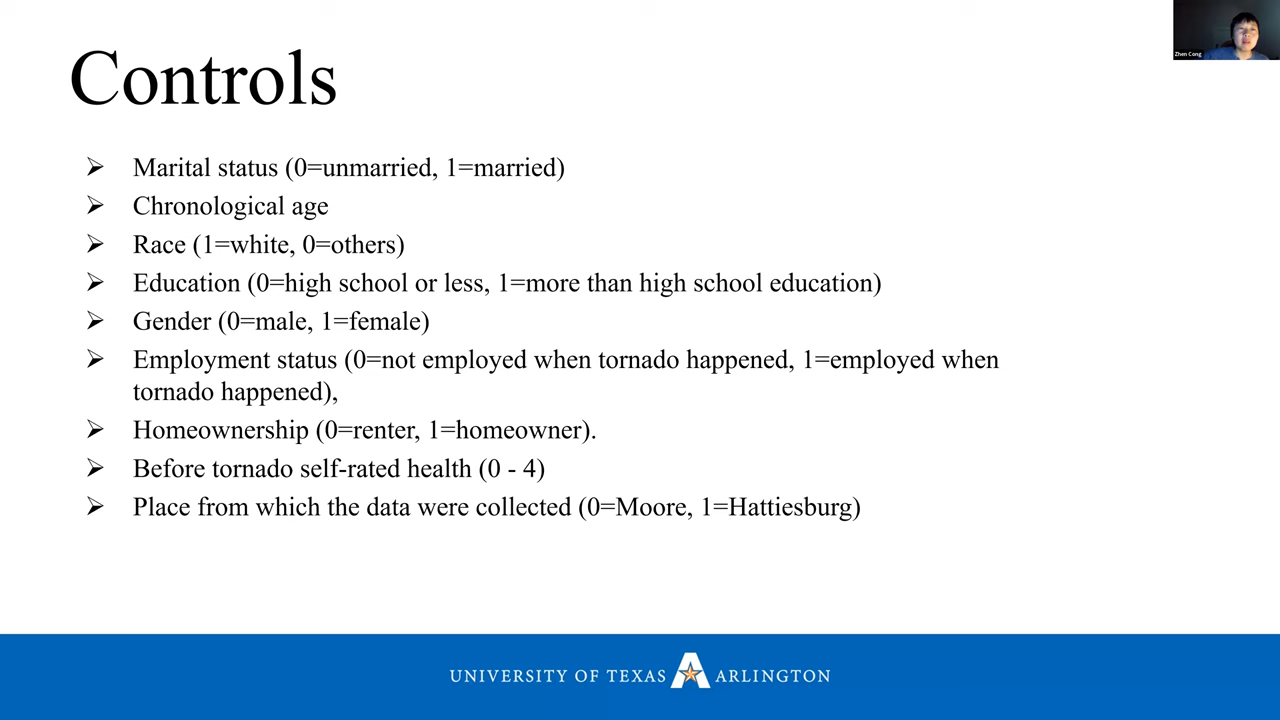 Controls
Zhen Cong
➢ Marital status (0=unmarried, 1=married)
➢ Chronological age
➢ Race (1=white, 0=others)
➢ Education (0=high school or less, 1=more than high school education)
➢ Gender (0=male, 1=female)
➢ Employment status (0=not employed when tornado happened, 1=employed when
tornado happened),
➢ Homeownership (0=renter, 1=homeowner).
➢ Before tornado self-rated health (0 - 4)
➢ Place from which the data were collected (0=Moore, 1=Hattiesburg)
UNIVERSITY OF TEXAS A ARLINGTON